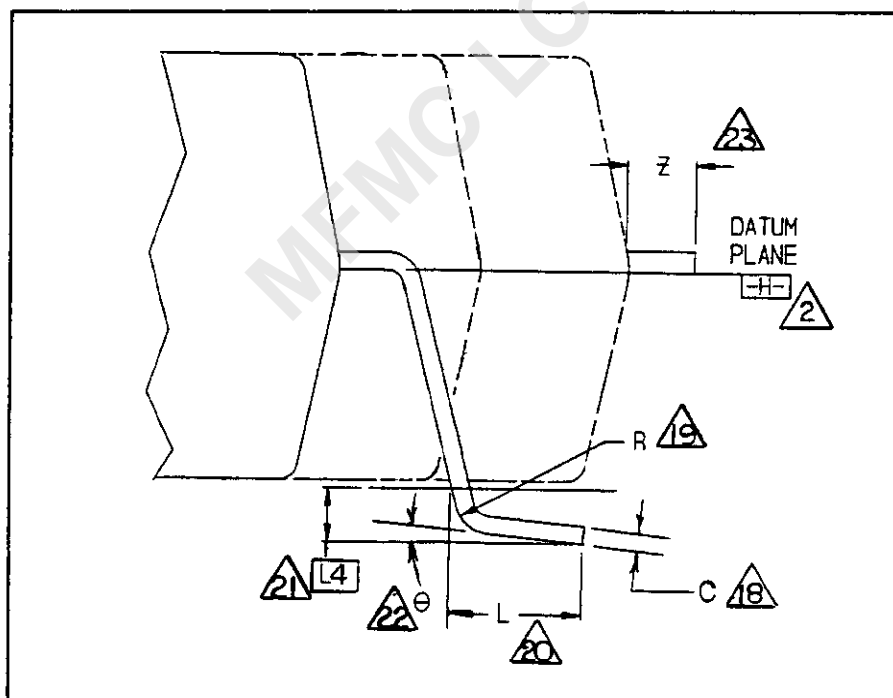 MFMC LC
23
Z
DATUM
PLANE
-H-
2
R 19
21 L4
22 θ
L
20
C 18